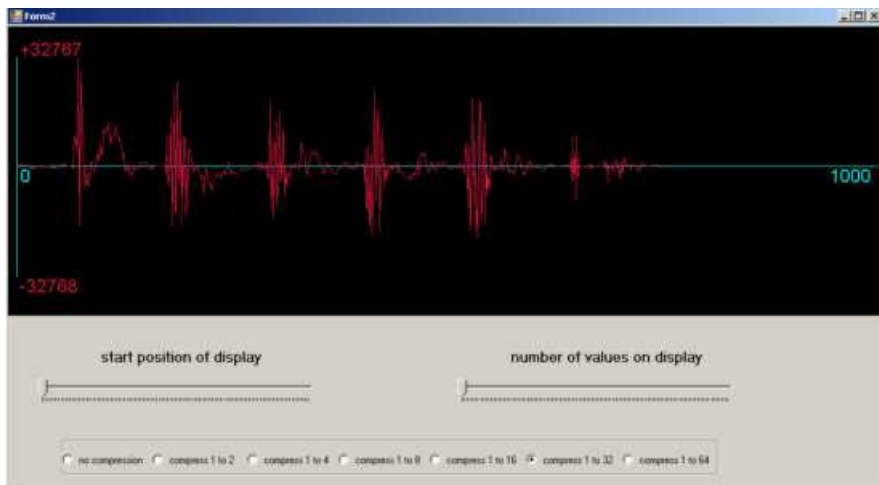 Form2
+32767
0 1000
-32768
start position of display number of values on display
no compression compress 1 to 2 compress 1 to 4 compress 1 to 8 compress 1 to 16 compress 1 to 32 compress 1 to 64